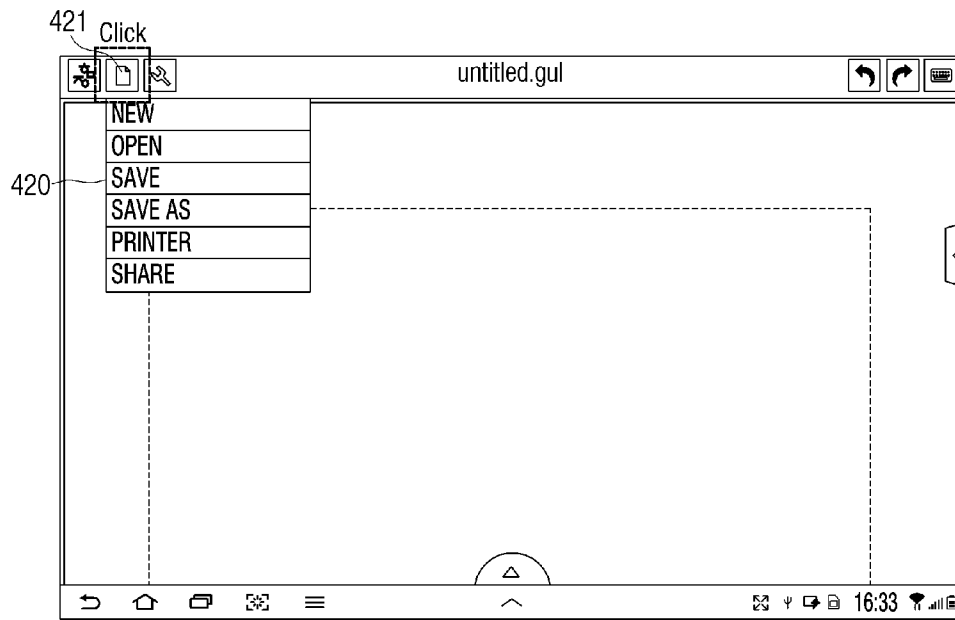 421
Click
untitled.gul
NEW
OPEN
SAVE
420
SAVE AS
PRINTER
SHARE
16:33